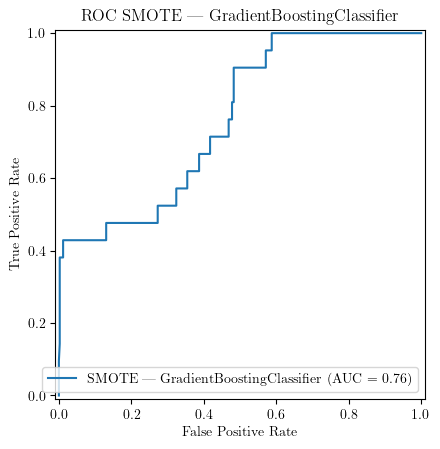 ROC SMOTE — GradientBoostingClassifier
1.0
0.8
0.6
0.4
0.2
0.0
True Positive Rate
SMOTE — GradientBoostingClassifier (AUC = 0.76)
0.0 0.2 0.4 0.6 0.8 1.0
False Positive Rate